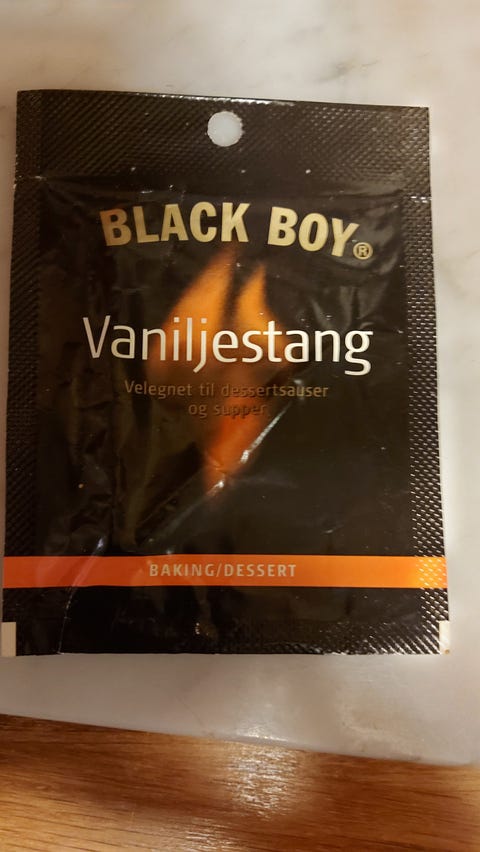 BLACK BOY®
Vaniljestang
Velegnet til dessertsauser
og supper
BAKING/DESSERT